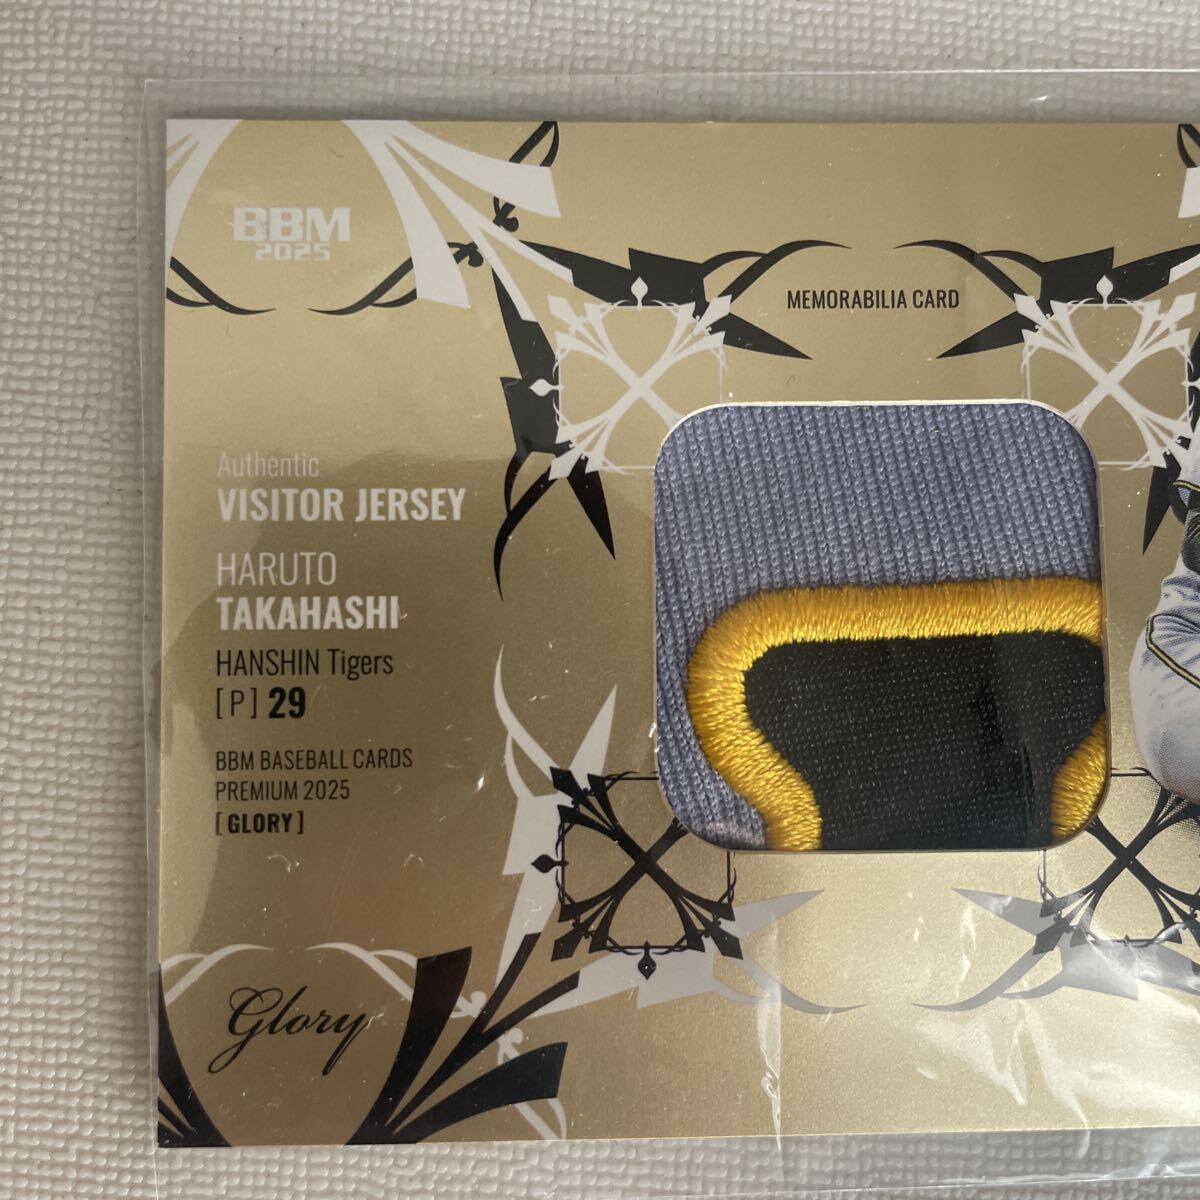 BBM
2025
MEMORABILIA CARD
Authentic
VISITOR JERSEY
HARUTO
TAKAHASHI
HANSHIN Tigers
[P] 29
BBM BASEBALL CARDS
PREMIUM 2025
[GLORY]
Glory